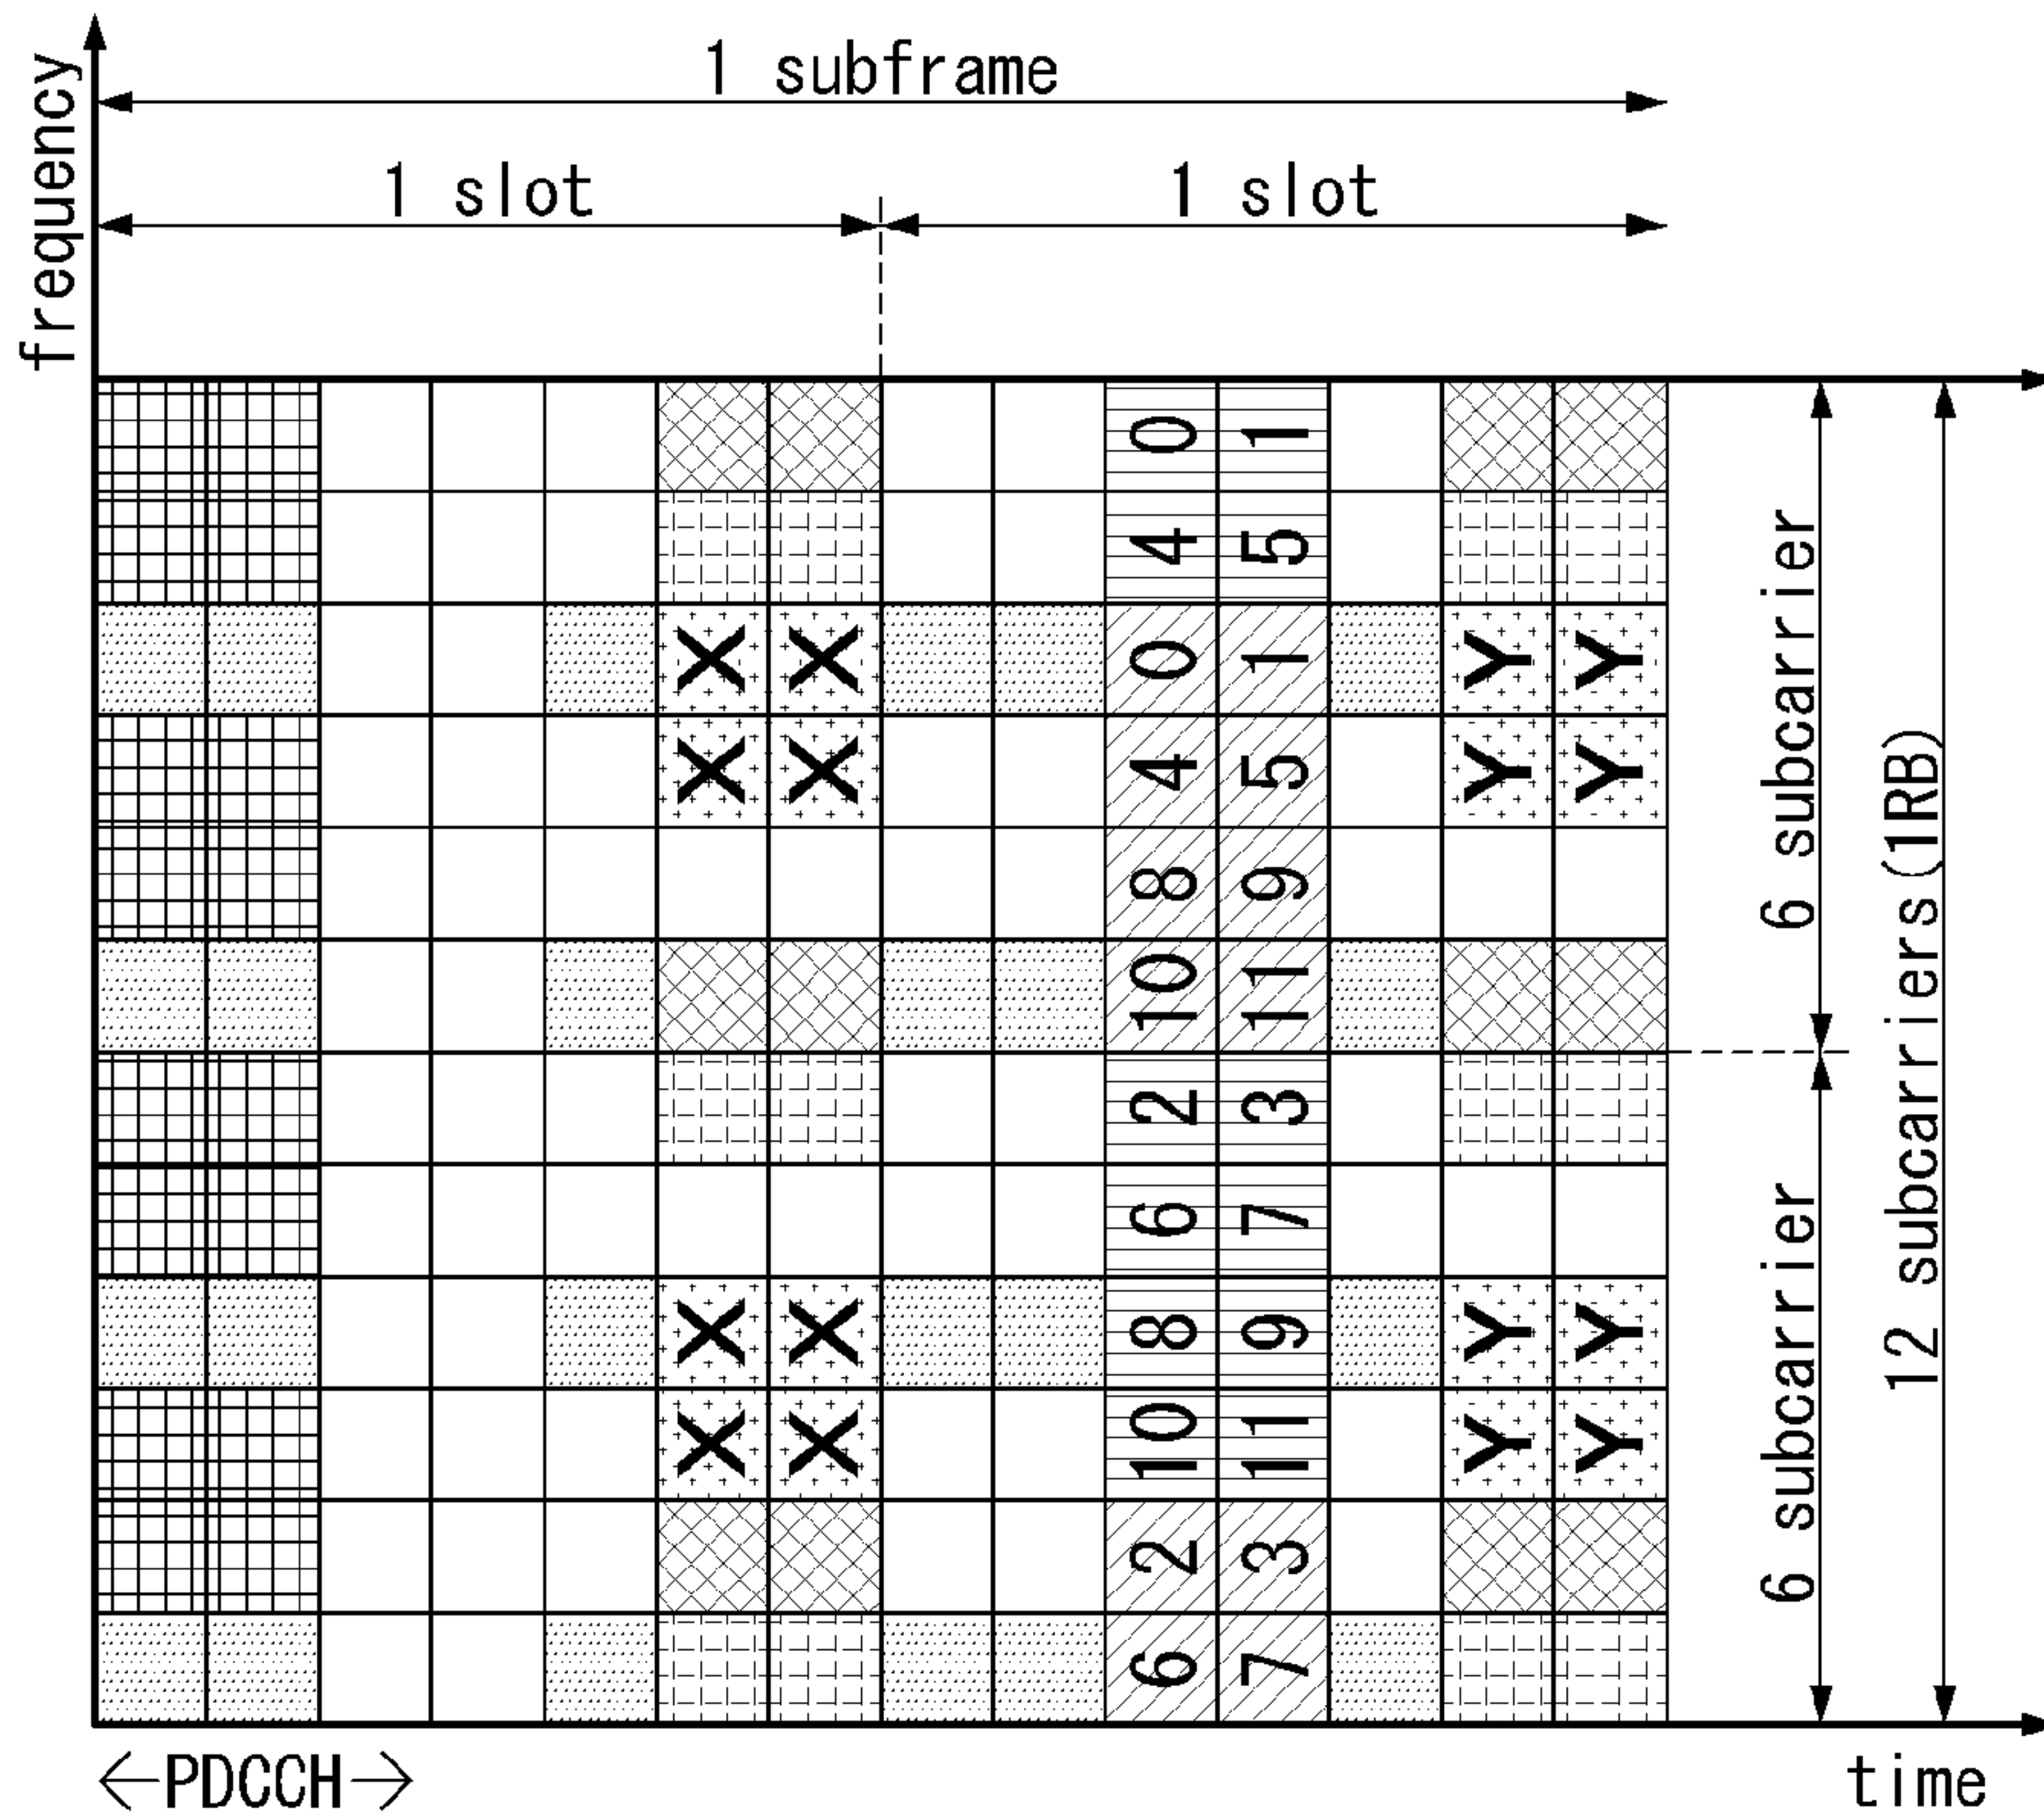 frequency
1 subframe
1 slot 1 slot
0 1
4 5
X X 0 1 Y Y
X X 4 5 Y Y
8 9
10 11
2 3
6 7
X X 8 9 Y Y
X X 10 11 Y Y
2 3
6 7
6 subcarrier
6 subcarrier
12 subcarriers(1RB)
PDCCH
time